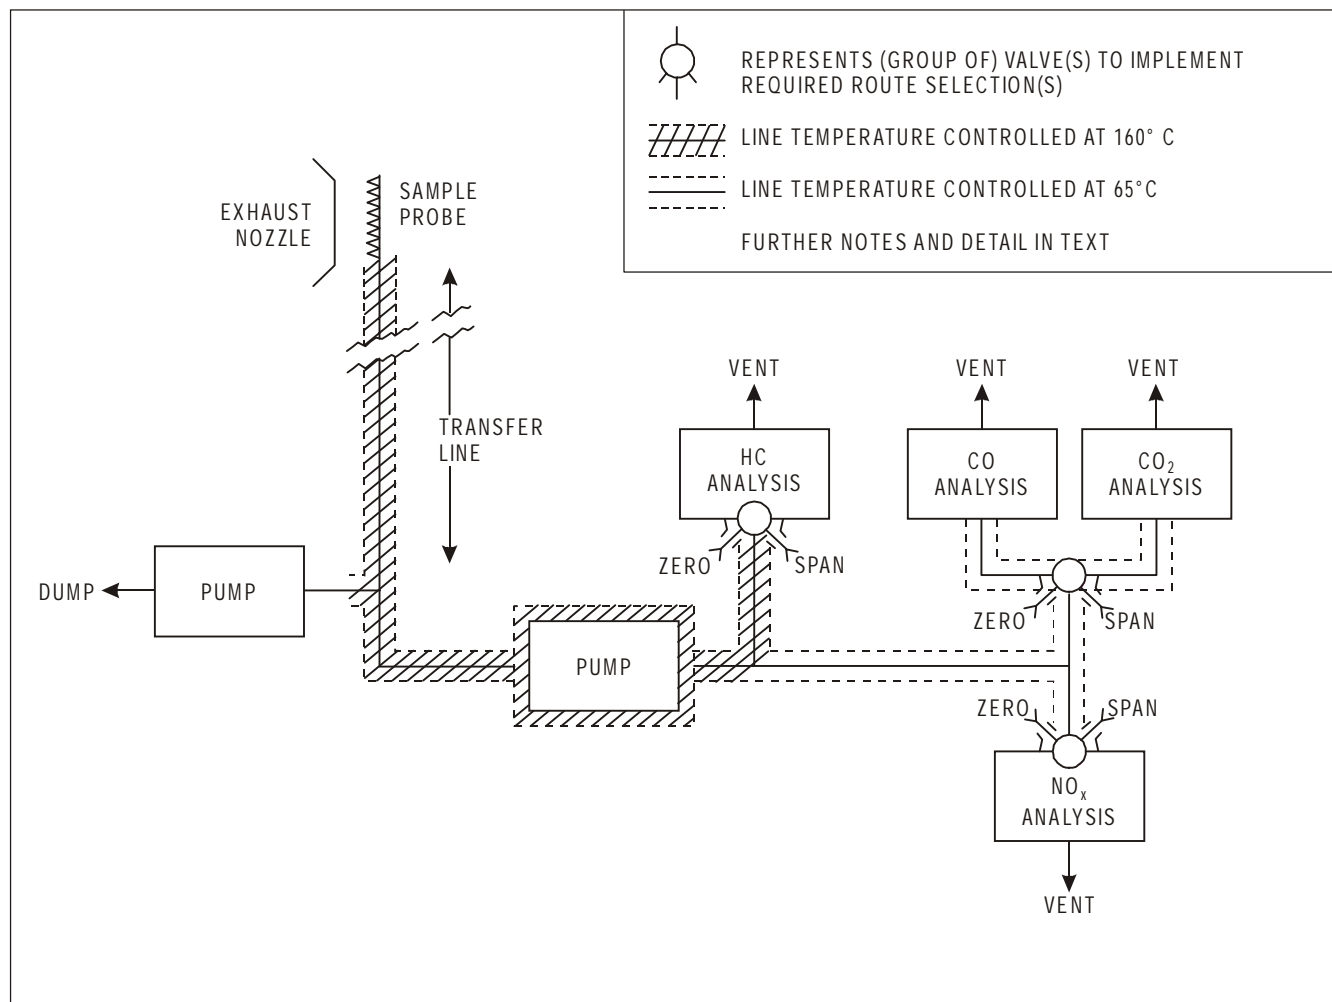 REPRESENTS (GROUP OF) VALVE(S) TO IMPLEMENT
REQUIRED ROUTE SELECTION(S)
LINE TEMPERATURE CONTROLLED AT 160° C
LINE TEMPERATURE CONTROLLED AT 65°C
FURTHER NOTES AND DETAIL IN TEXT
EXHAUST
NOZZLE
SAMPLE
PROBE
TRANSFER
LINE
DUMP
PUMP
PUMP
VENT
HC
ANALYSIS
ZERO
SPAN
VENT
CO
ANALYSIS
VENT
CO₂
ANALYSIS
ZERO
SPAN
ZERO
SPAN
NOₓ
ANALYSIS
VENT